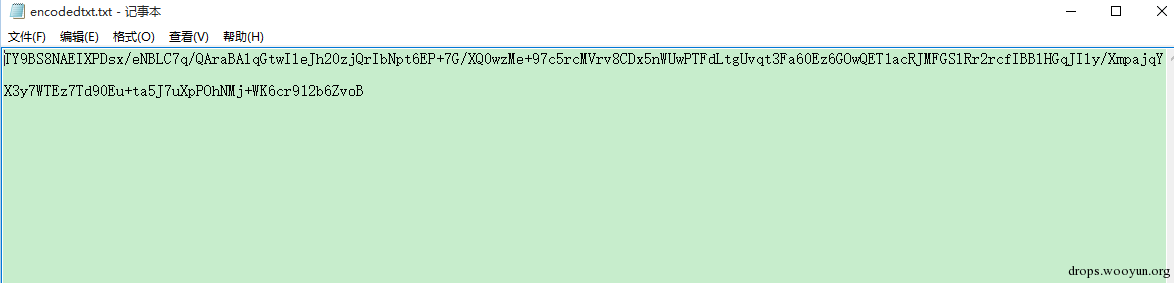 encodedtxt.txt - 记事本
文件(F) 编辑(E) 格式(O) 查看(V) 帮助(H)
TY9BS8NAEIXPDsx/eNBLC7q/QAraBA1qGtwI1eJh20zjQrIbNpt6EP+7G/XQ0wzMe+97c5rcMVrv8CDx5nWUwPTFdLtgUvqt3Fa60Ez6GOwQET1acRJMFGS1Rr2rcfIBB1HGqJI1y/XmpajqY
X3y7WTEz7Td90Eu+ta5J7uXpPOhNMj+WK6cr912b6ZvoB
drops.wooyun.org